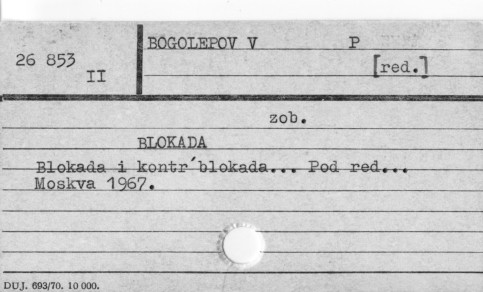 BOGOLEPOV V P
26 853
II
[red.]
zob.
BLOKADA
Blokada i kontr´blokada... Pod red...
Moskva 1967.
DUJ. 693/70. 10 000.